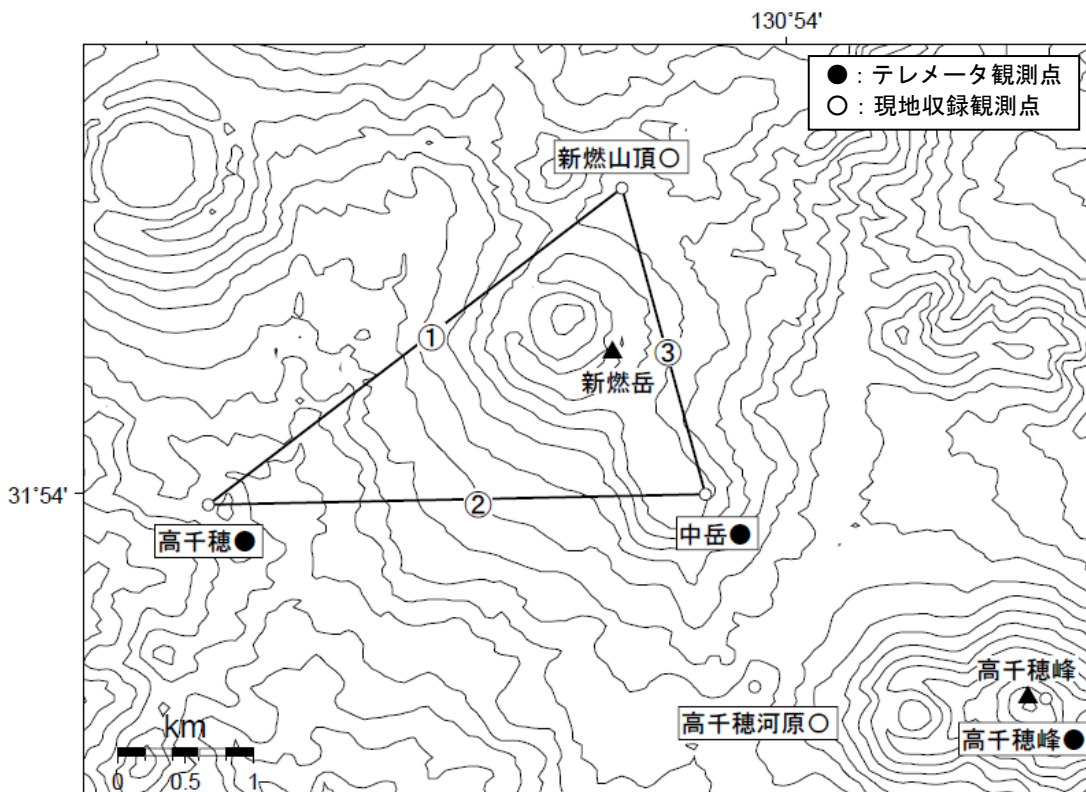 130°54'
●：テレメータ観測点
○：現地収録観測点
新燃山頂○
①
③
新燃岳
31°54'
②
高千穂●
中岳●
高千穂峰
km
高千穂河原○
高千穂峰●
0 0.5 1